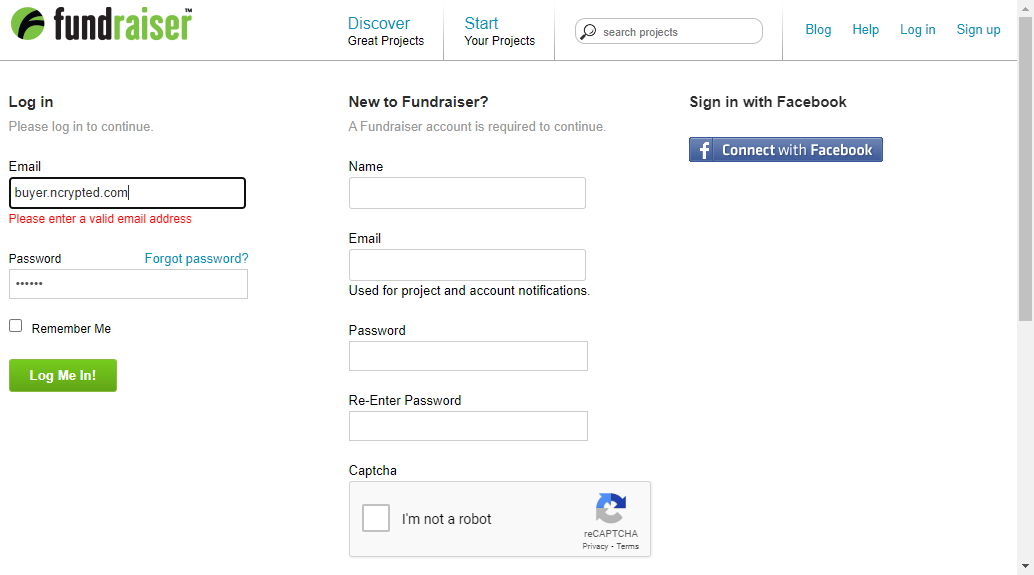 fundraiser™
Discover
Great Projects
Start
Your Projects
search projects
Blog Help Log in Sign up
Log in
Please log in to continue.
Email
buyer.ncrypted.com
Please enter a valid email address
Password Forgot password?
••••••
Remember Me
Log Me In!
New to Fundraiser?
A Fundraiser account is required to continue.
Name
Email
Used for project and account notifications.
Password
Re-Enter Password
Captcha
I'm not a robot
reCAPTCHA
Privacy - Terms
Sign in with Facebook
f Connect with Facebook